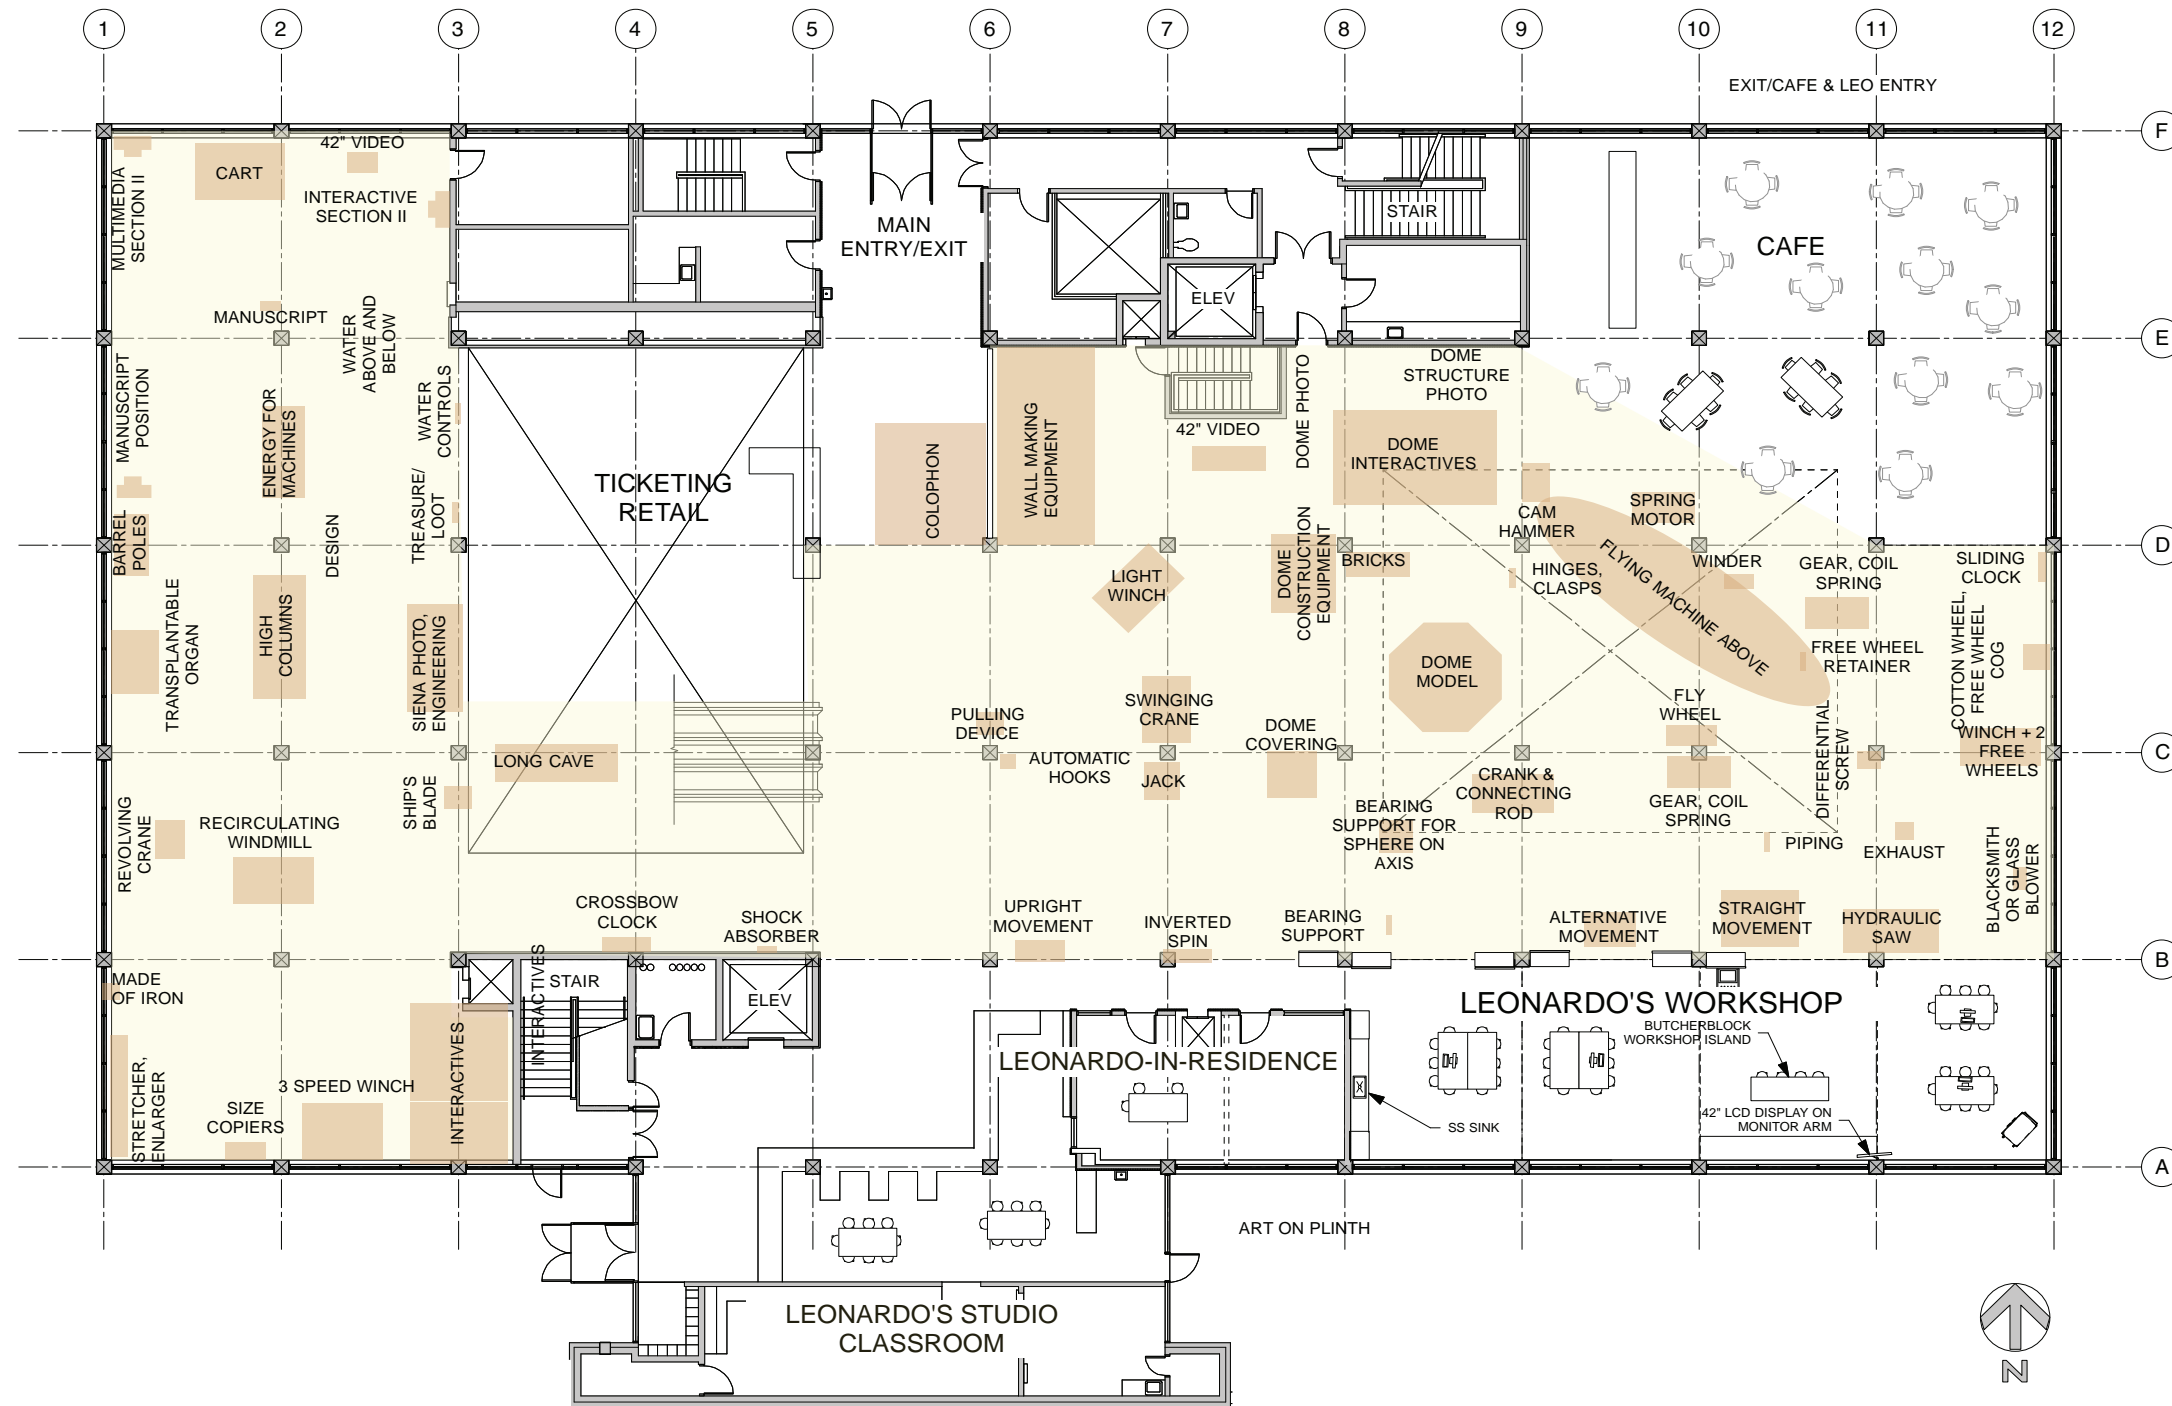 1
2
3
4
5
6
7
8
9
10
11
12
EXIT/CAFE & LEO ENTRY
F
E
D
C
B
A
42" VIDEO
CART
MULTIMEDIA
SECTION II
INTERACTIVE
SECTION II
MANUSCRIPT
WATER
ABOVE AND
BELOW
MANUSCRIPT
POSITION
ENERGY FOR
MACHINES
WATER
CONTROLS
TREASURE/
LOOT
BARREL
POLES
DESIGN
TRANSPLANTABLE
ORGAN
HIGH
COLUMNS
SIENA PHOTO,
ENGINEERING
SHIP'S
BLADE
REVOLVING
CRANE
RECIRCULATING
WINDMILL
MADE
OF IRON
STRETCHER,
ENLARGER
SIZE
COPIERS
3 SPEED WINCH
INTERACTIVES
INTERACTIVES
STAIR
ELEV
CROSSBOW
CLOCK
SHOCK
ABSORBER
LONG CAVE
TICKETING
RETAIL
MAIN
ENTRY/EXIT
ELEV
STAIR
CAFE
COLOPHON
WALL MAKING
EQUIPMENT
42" VIDEO
DOME PHOTO
DOME
STRUCTURE
PHOTO
DOME
INTERACTIVES
CAM
HAMMER
SPRING
MOTOR
LIGHT
WINCH
DOME
CONSTRUCTION
EQUIPMENT
BRICKS
HINGES,
CLASPS
FLYING MACHINE ABOVE
WINDER
GEAR, COIL
SPRING
SLIDING
CLOCK
COTTON WHEEL,
FREE WHEEL
COG
FREE WHEEL
RETAINER
DOME
MODEL
FLY
WHEEL
SWINGING
CRANE
PULLING
DEVICE
AUTOMATIC
HOOKS
JACK
DOME
COVERING
DIFFERENTIAL
SCREW
WINCH + 2
FREE
WHEELS
CRANK &
CONNECTING
ROD
GEAR, COIL
SPRING
BEARING
SUPPORT FOR
SPHERE ON
AXIS
PIPING
EXHAUST
BLACKSMITH
OR GLASS
BLOWER
UPRIGHT
MOVEMENT
INVERTED
SPIN
BEARING
SUPPORT
ALTERNATIVE
MOVEMENT
STRAIGHT
MOVEMENT
HYDRAULIC
SAW
LEONARDO'S WORKSHOP
BUTCHERBLOCK
WORKSHOP ISLAND
LEONARDO-IN-RESIDENCE
42" LCD DISPLAY ON
MONITOR ARM
SS SINK
ART ON PLINTH
LEONARDO'S STUDIO
CLASSROOM
N